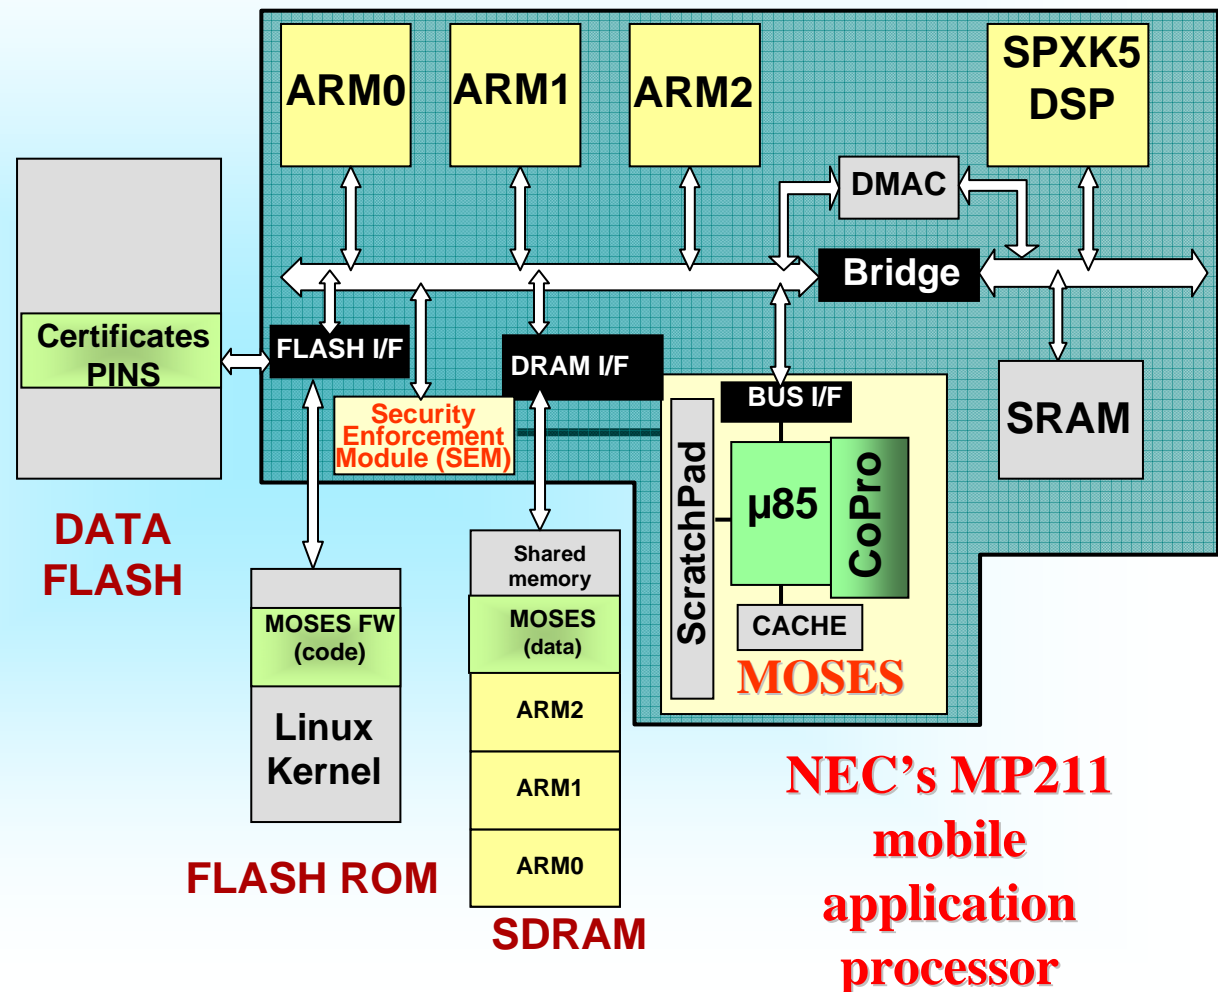 ARM0
ARM1
ARM2
SPXK5
DSP
DMAC
Bridge
Certificates
PINS
FLASH I/F
DRAM I/F
BUS I/F
Security
Enforcement
Module (SEM)
SRAM
ScratchPad
µ85
CoPro
CACHE
MOSES
DATA
FLASH
MOSES FW
(code)
Linux
Kernel
FLASH ROM
Shared
memory
MOSES
(data)
ARM2
ARM1
ARM0
SDRAM
NEC’s MP211
mobile
application
processor